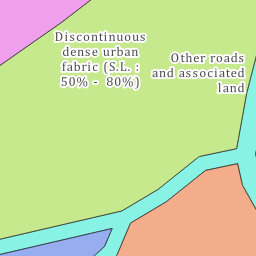 Discontinuous
dense urban
fabric (S.L. :
50% -  80%)
Other roads
and associated
land